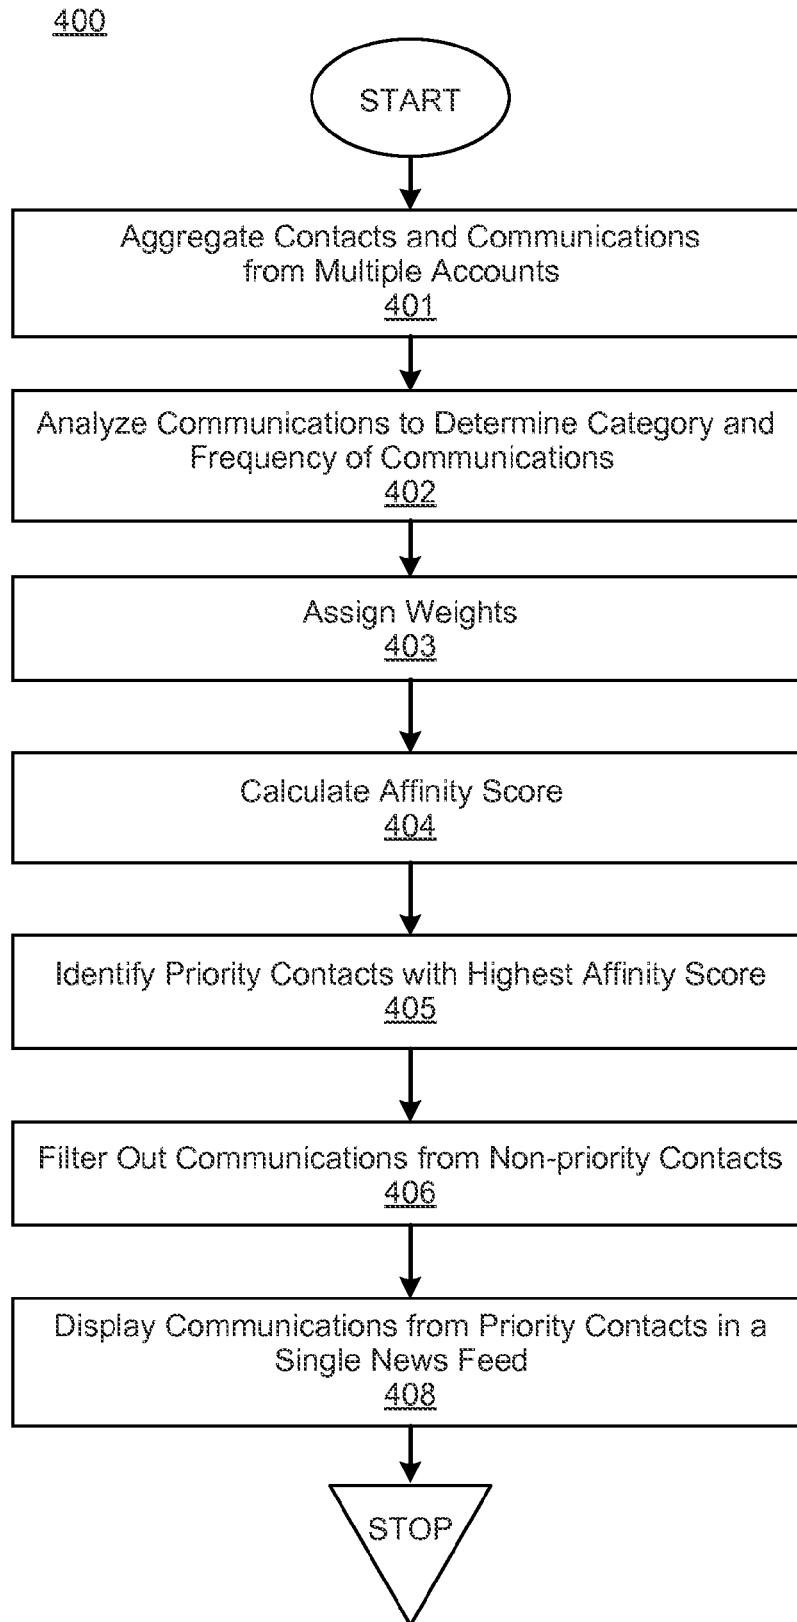 400
START
Aggregate Contacts and Communications
from Multiple Accounts
401
Analyze Communications to Determine Category and
Frequency of Communications
402
Assign Weights
403
Calculate Affinity Score
404
Identify Priority Contacts with Highest Affinity Score
405
Filter Out Communications from Non-priority Contacts
406
Display Communications from Priority Contacts in a
Single News Feed
408
STOP